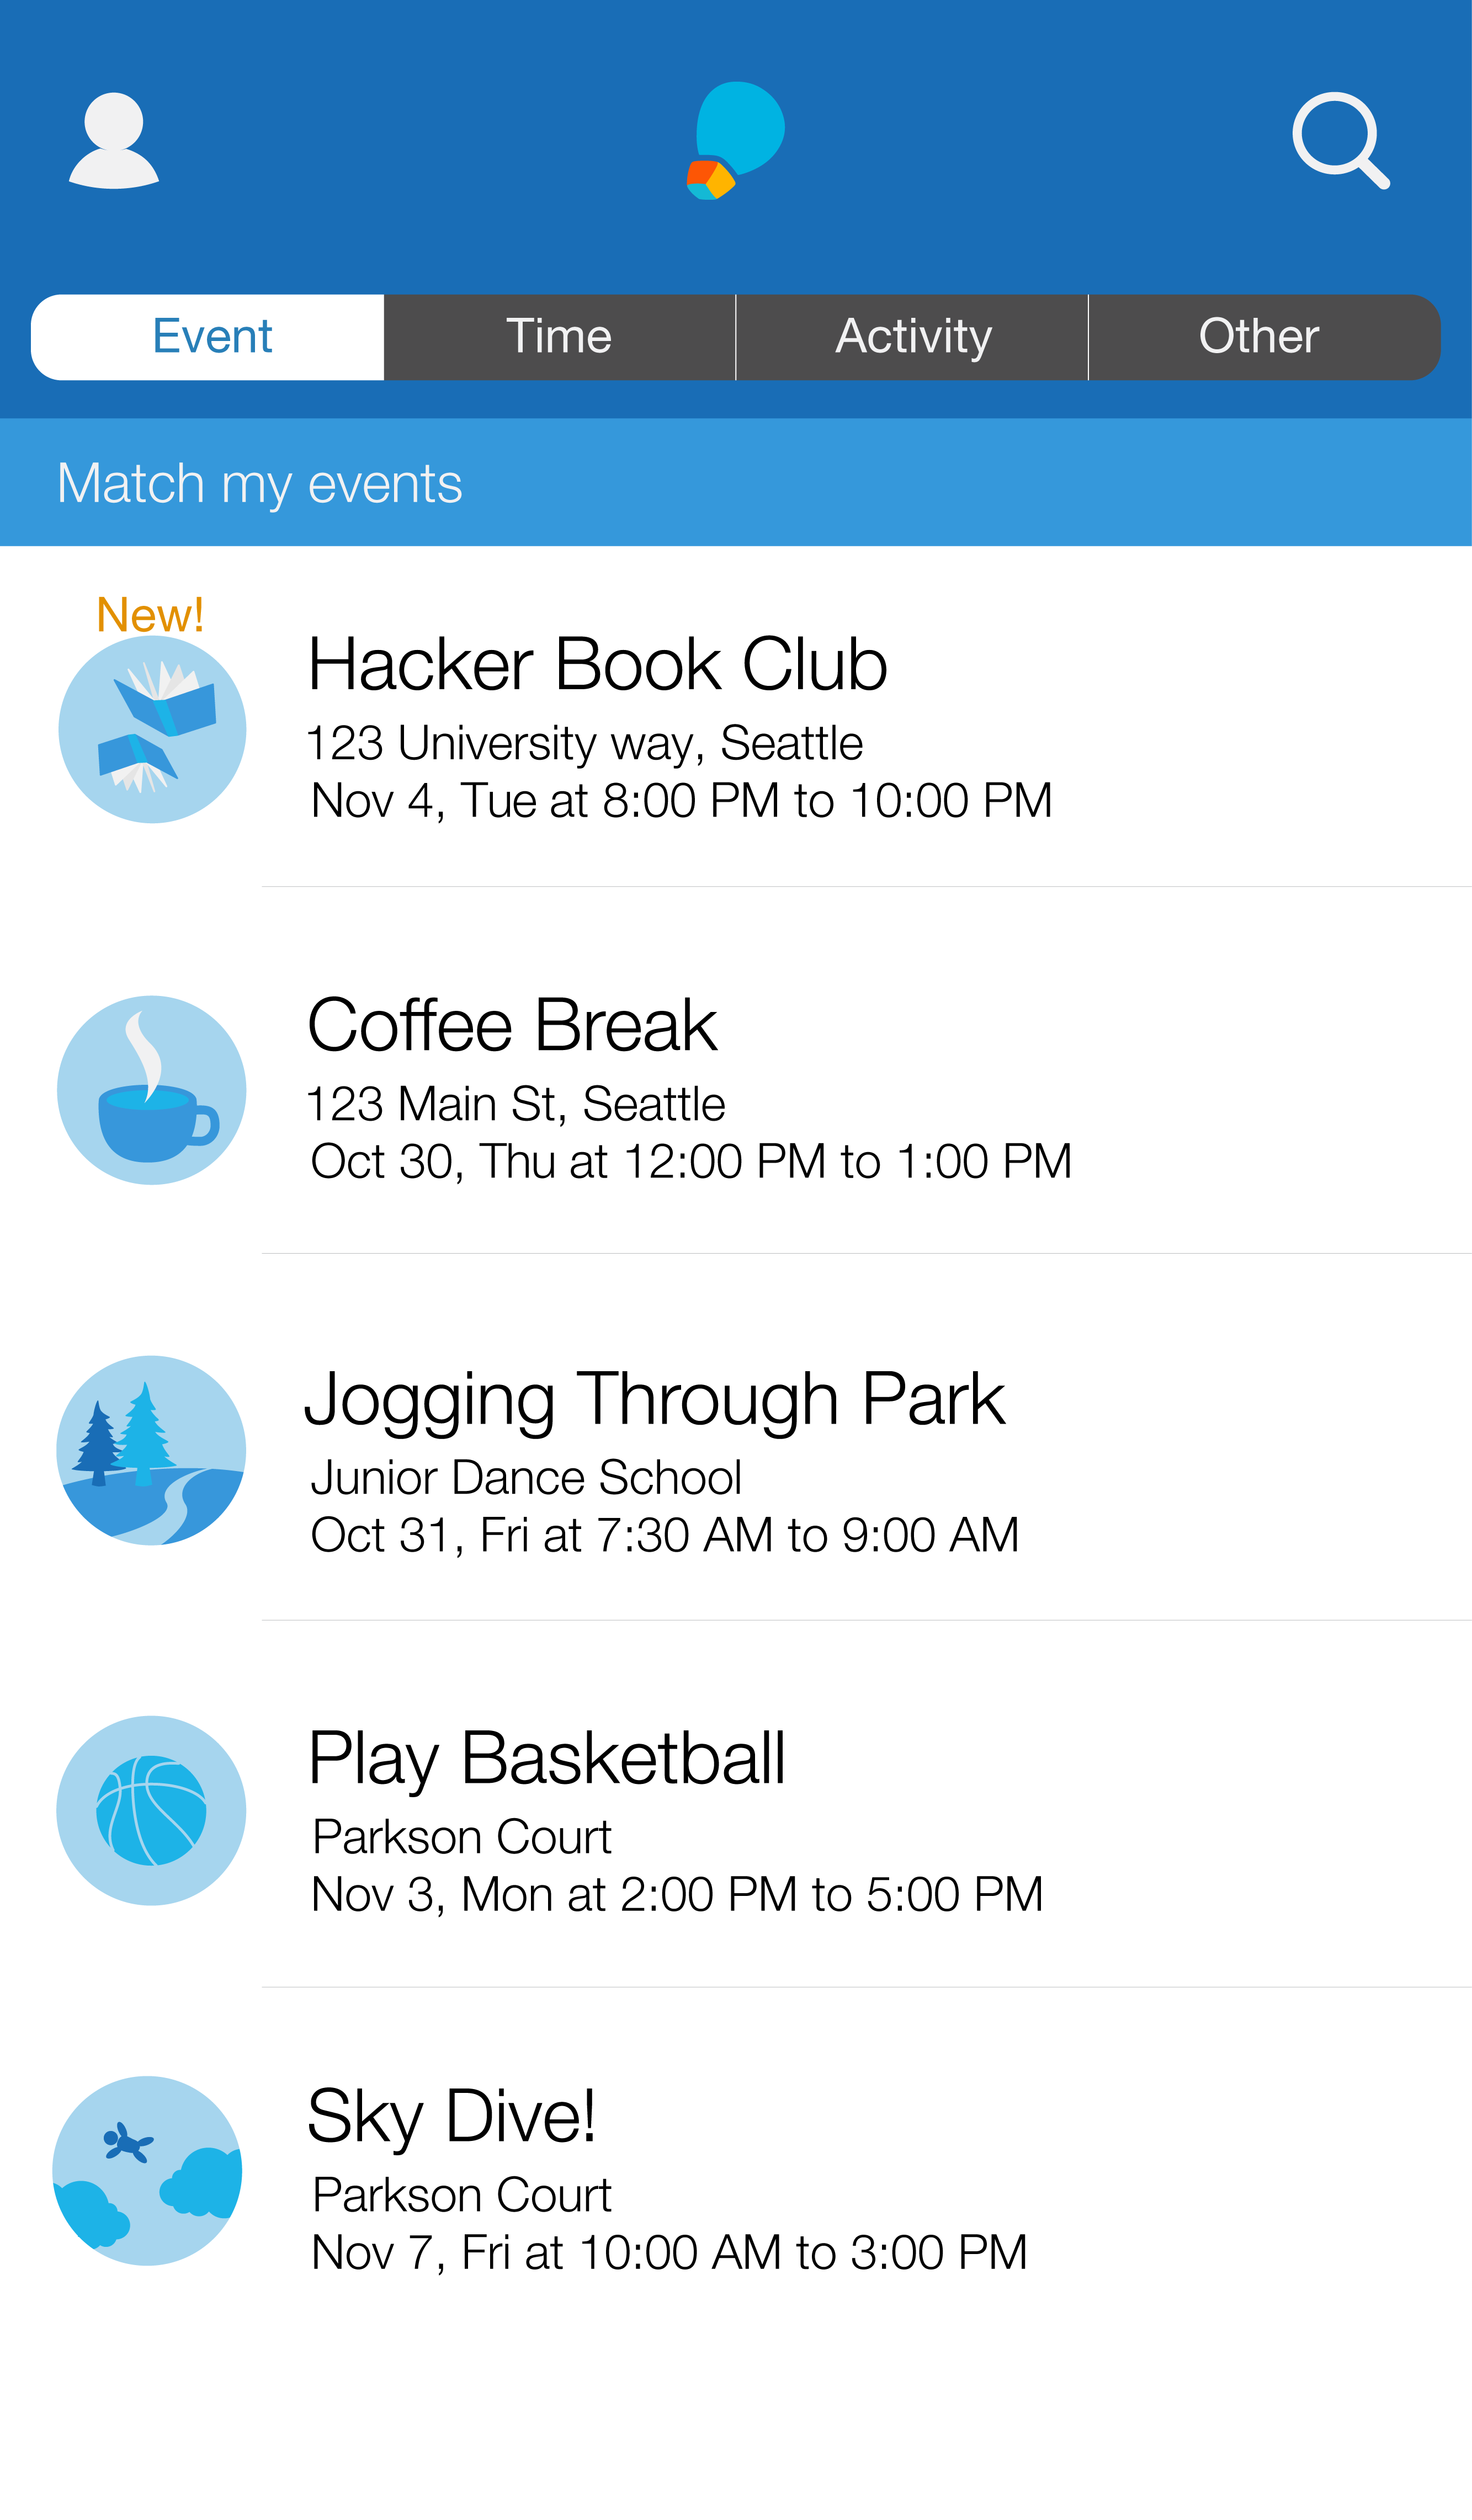 Event Time Activity Other
Match my events
New!
Hacker Book Club
123 University way, Seattle
Nov 4, Tue at 8:00 PM to 10:00 PM
Coffee Break
123 Main St, Seattle
Oct 30, Thu at 12:00 PM to 1:00 PM
Jogging Through Park
Junior Dance School
Oct 31, Fri at 7:30 AM to 9:00 AM
Play Basketball
Parkson Court
Nov 3, Mon at 2:00 PM to 5:00 PM
Sky Dive!
Parkson Court
Nov 7, Fri at 10:00 AM to 3:00 PM